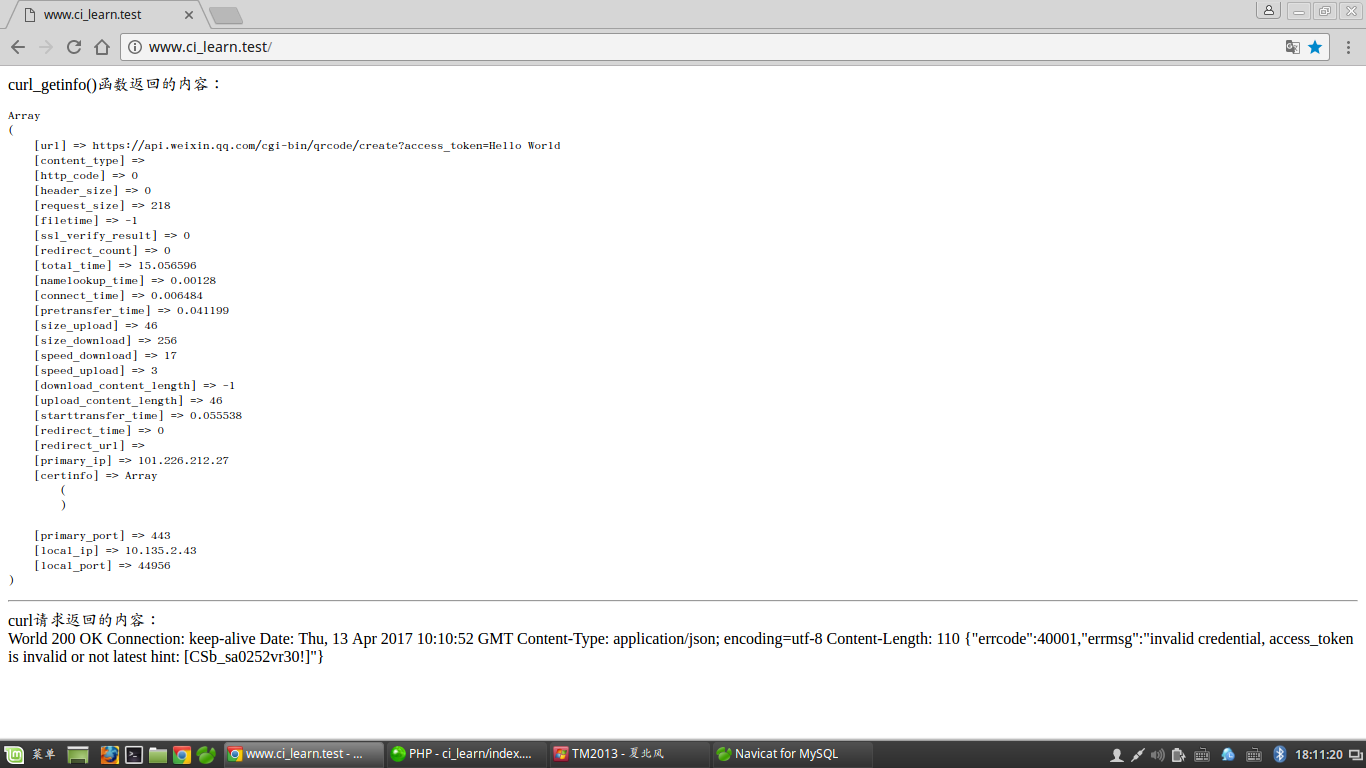 www.ci_learn.test
www.ci_learn.test/
curl_getinfo()函数返回的内容：
Array
(
[url] => https://api.weixin.qq.com/cgi-bin/qrcode/create?access_token=Hello World
[content_type] =>
[http_code] => 0
[header_size] => 0
[request_size] => 218
[filetime] => -1
[ssl_verify_result] => 0
[redirect_count] => 0
[total_time] => 15.056596
[namelookup_time] => 0.00128
[connect_time] => 0.006484
[pretransfer_time] => 0.041199
[size_upload] => 46
[size_download] => 256
[speed_download] => 17
[speed_upload] => 3
[download_content_length] => -1
[upload_content_length] => 46
[starttransfer_time] => 0.055538
[redirect_time] => 0
[redirect_url] =>
[primary_ip] => 101.226.212.27
[certinfo] => Array
(
)
[primary_port] => 443
[local_ip] => 10.135.2.43
[local_port] => 44956
)
curl请求返回的内容：
World 200 OK Connection: keep-alive Date: Thu, 13 Apr 2017 10:10:52 GMT Content-Type: application/json; encoding=utf-8 Content-Length: 110 {"errcode":40001,"errmsg":"invalid credential, access_token
is invalid or not latest hint: [CSb_sa0252vr30!]"}
菜单 www.ci_learn.test - ... PHP - ci_learn/index.... TM2013 - 夏北风 Navicat for MySQL 18:11:20